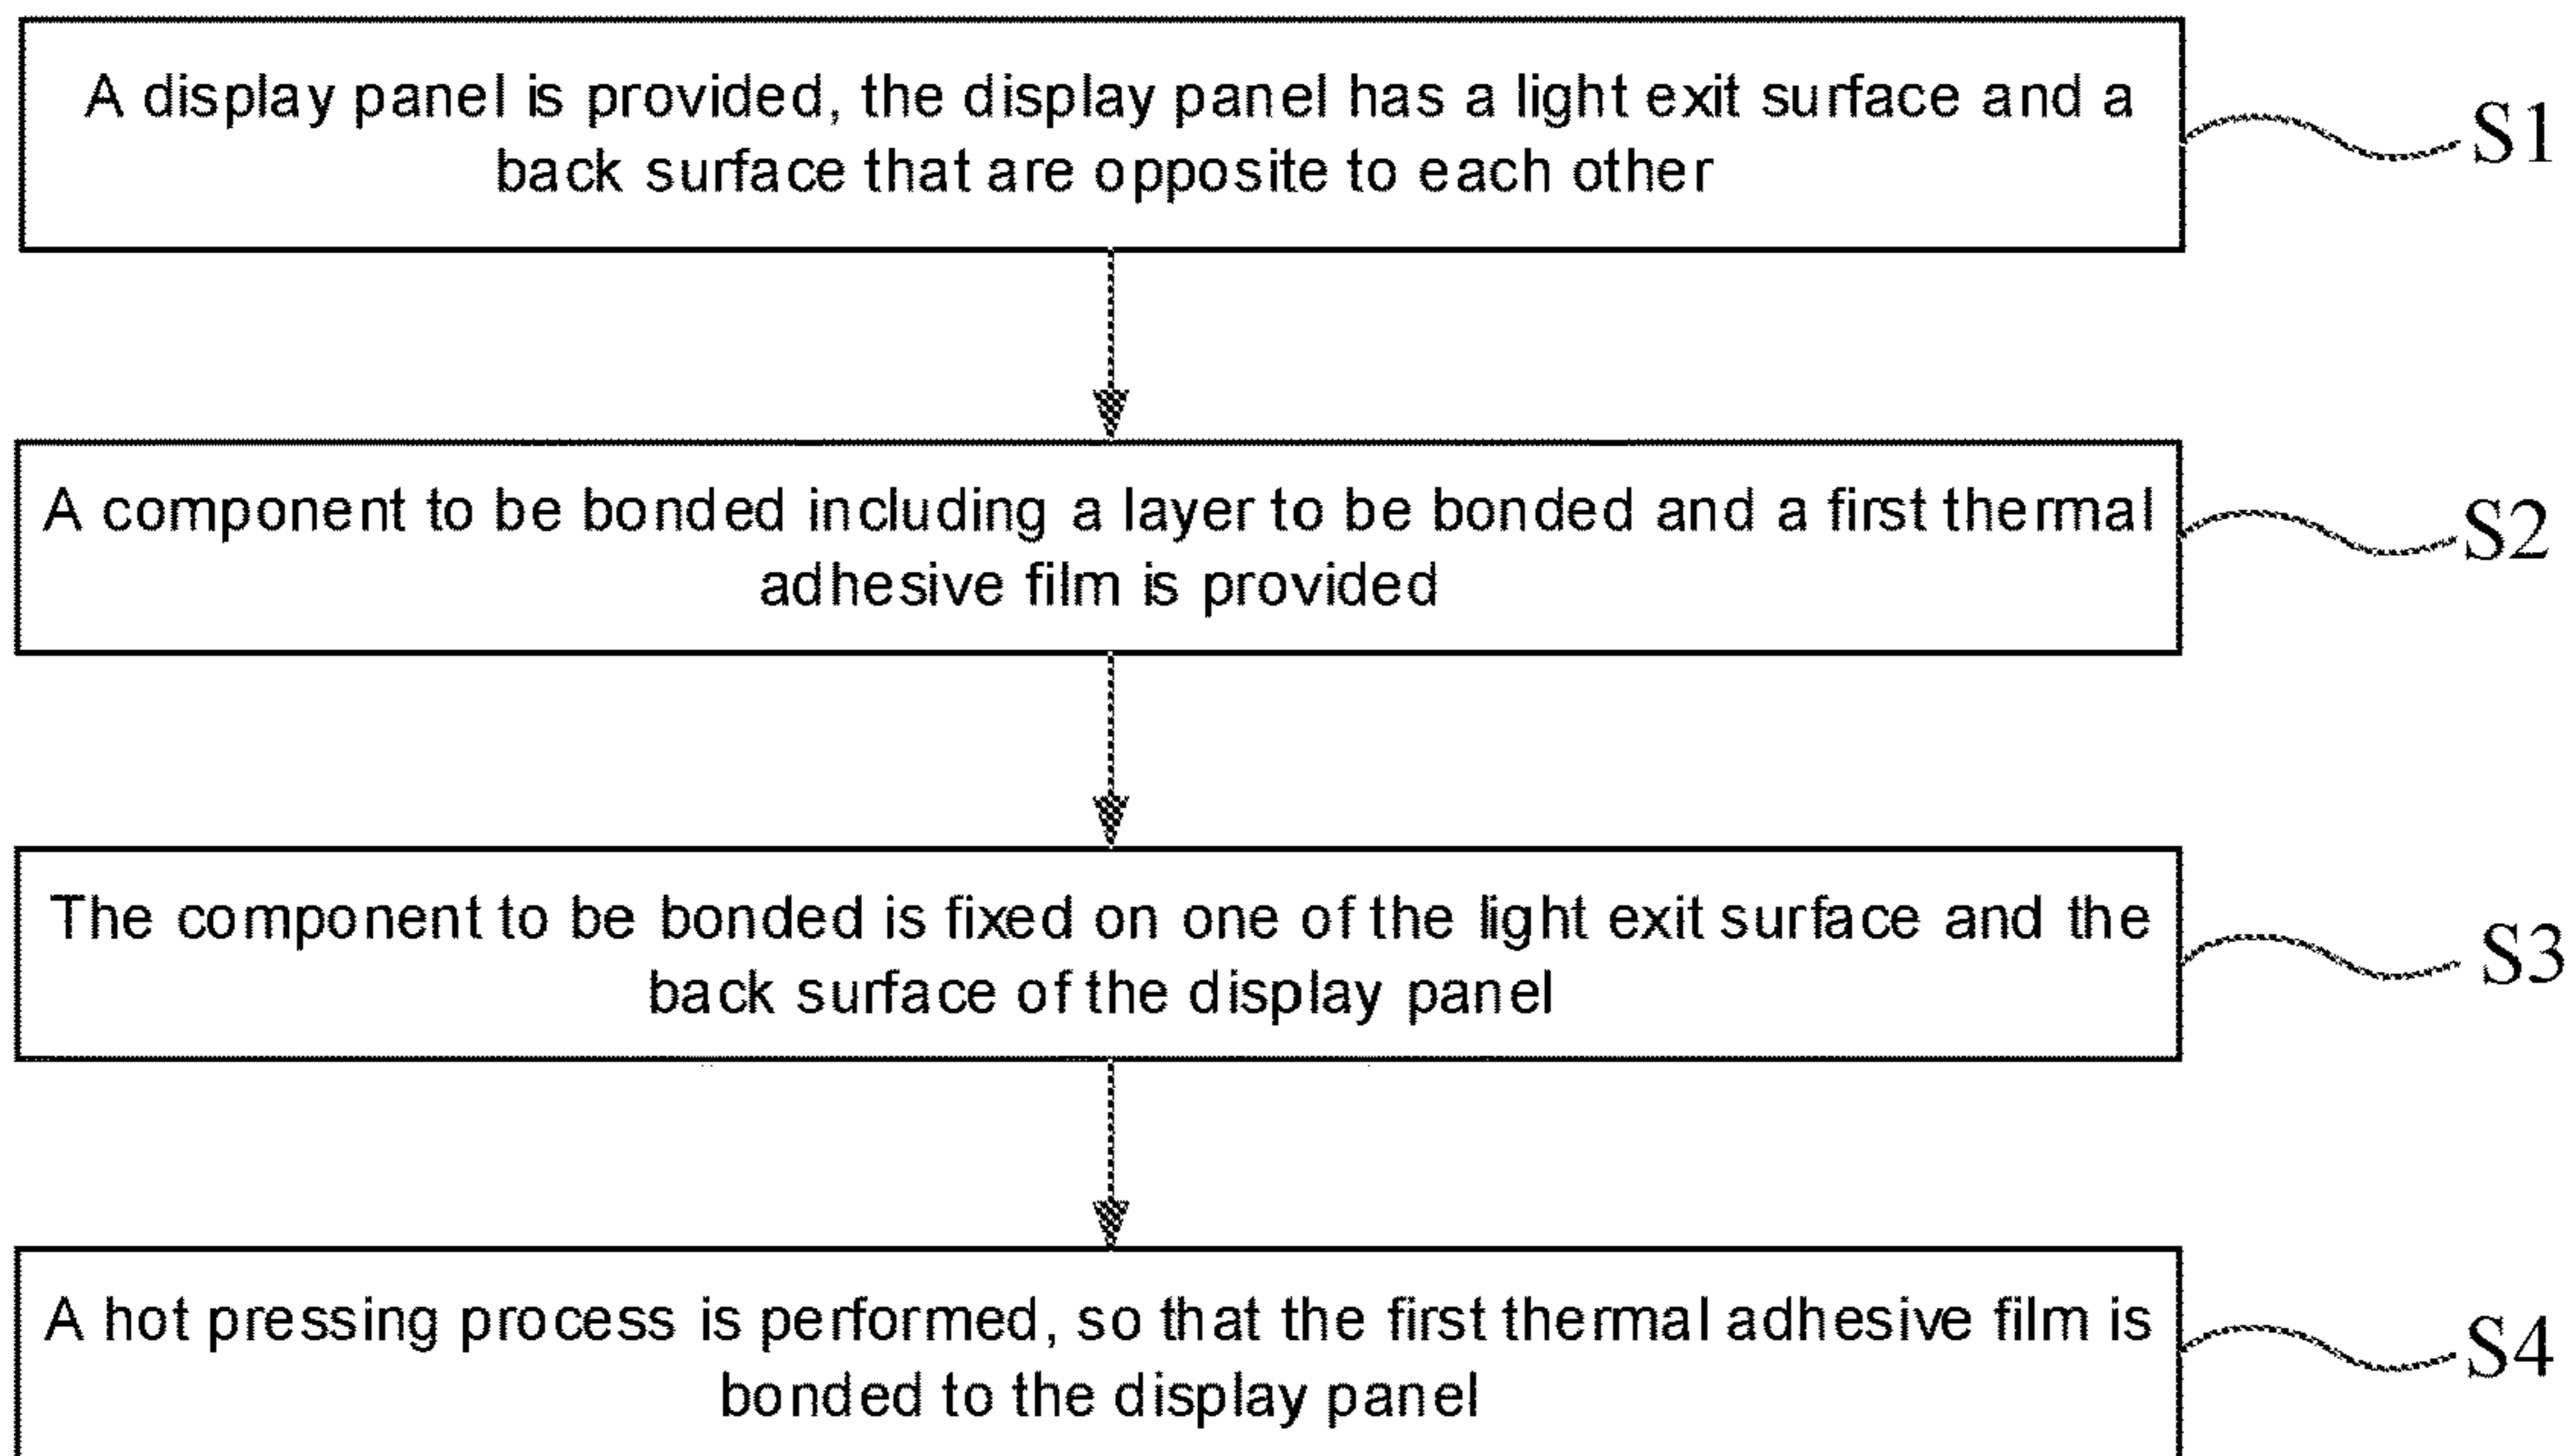 A display panel is provided, the display panel has a light exit surface and a
back surface that are opposite to each other
S1
A component to be bonded including a layer to be bonded and a first thermal
adhesive film is provided
S2
The component to be bonded is fixed on one of the light exit surface and the
back surface of the display panel
S3
A hot pressing process is performed, so that the first thermal adhesive film is
bonded to the display panel
S4